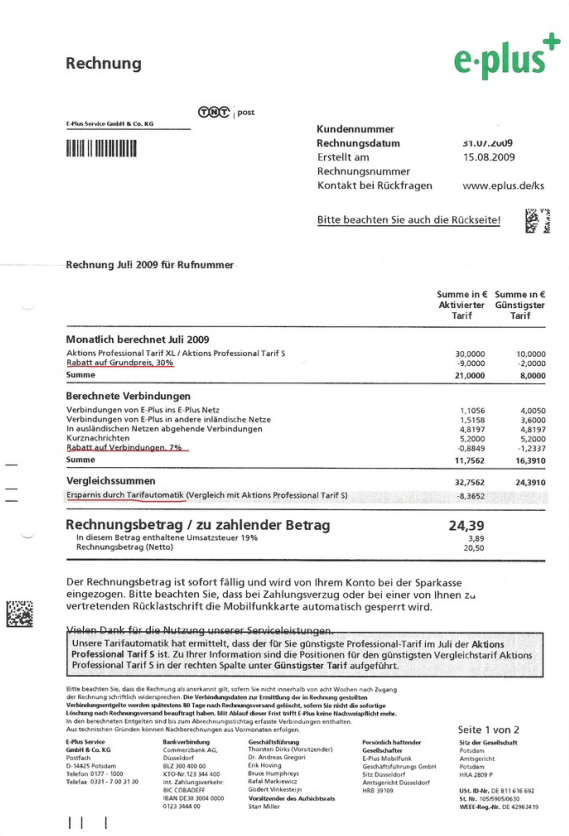 Rechnung
e·plus+
TNT post
E-Plus Service GmbH & Co. KG
Kundennummer
Rechnungsdatum 31.07.2009
Erstellt am 15.08.2009
Rechnungsnummer
Kontakt bei Rückfragen www.eplus.de/ks
Bitte beachten Sie auch die Rückseite!
Rechnung Juli 2009 für Rufnummer
Summe in € Summe in €
Aktivierter Günstigster
Tarif Tarif
Monatlich berechnet Juli 2009
Aktions Professional Tarif XL / Aktions Professional Tarif S 30,0000 10,0000
Rabatt auf Grundpreis, 30% -9,0000 -2,0000
Summe 21,0000 8,0000
Berechnete Verbindungen
Verbindungen von E-Plus ins E-Plus Netz 1,1056 4,0050
Verbindungen von E-Plus in andere inländische Netze 1,5158 3,6000
In ausländischen Netzen abgehende Verbindungen 4,8197 4,8197
Kurznachrichten 5,2000 5,2000
Rabatt auf Verbindungen, 7% -0,8849 -1,2337
Summe 11,7562 16,3910
Vergleichssummen 32,7562 24,3910
Ersparnis durch Tarifautomatik (Vergleich mit Aktions Professional Tarif S) -8,3652
Rechnungsbetrag / zu zahlender Betrag 24,39
In diesem Betrag enthaltene Umsatzsteuer 19% 3,89
Rechnungsbetrag (Netto) 20,50
Der Rechnungsbetrag ist sofort fällig und wird von Ihrem Konto bei der Sparkasse
eingezogen. Bitte beachten Sie, dass bei Zahlungsverzug oder bei einer von Ihnen zu
vertretenden Rücklastschrift die Mobilfunkkarte automatisch gesperrt wird.
Vielen Dank für die Nutzung unserer Serviceleistungen.
Unsere Tarifautomatik hat ermittelt, dass der für Sie günstigste Professional-Tarif im Juli der Aktions
Professional Tarif S ist. Zu Ihrer Information sind die Positionen für den günstigsten Vergleichstarif Aktions
Professional Tarif S in der rechten Spalte unter Günstigster Tarif aufgeführt.
Bitte beachten Sie, dass die Rechnung als anerkannt gilt, sofern Sie nicht innerhalb von acht Wochen nach Zugang
der Rechnung schriftlich widersprechen. Die Verbindungsdaten zur Ermittlung der in Rechnung gestellten
Verbindungsentgelte werden spätestens 80 Tage nach Rechnungsversand gelöscht, sofern Sie nicht die sofortige
Löschung nach Rechnungsversand beauftragt haben. Mit Ablauf dieser Frist trifft E-Plus keine Nachweispflicht mehr.
In den berechneten Entgelten sind bis zum Abrechnungsstichtag erfasste Verbindungen enthalten.
Aus technischen Gründen können Nachberechnungen aus Vormonaten erfolgen.
Seite 1 von 2
E-Plus Service
GmbH & Co. KG
Postfach
D-14425 Potsdam
Telefon 0177 - 1000
Telefax 0331 - 7 00 31 30
Bankverbindung
Commerzbank AG,
Düsseldorf
BLZ 300 400 00
KTO-Nr. 123 344 400
Int. Zahlungsverkehr:
BIC COBADEFF
IBAN DE30 3004 0000
0123 3444 00
Geschäftsführung
Thorsten Dirks (Vorsitzender)
Dr. Andreas Gregori
Erik Hoving
Bruce Humphreys
Rafal Markiewicz
Godert Vinkesteijn
Vorsitzender des Aufsichtsrats
Stan Miller
Persönlich haftender
Gesellschafter
E-Plus Mobilfunk
Geschäftsführungs GmbH
Sitz Düsseldorf
Amtsgericht Düsseldorf
HRB 39109
Sitz der Gesellschaft
Potsdam
Amtsgericht
Potsdam
HRA 2809 P
USt. ID-Nr. DE 811 616 692
St. Nr. 105/5905/0630
WEEE-Reg.-Nr. DE 42963419